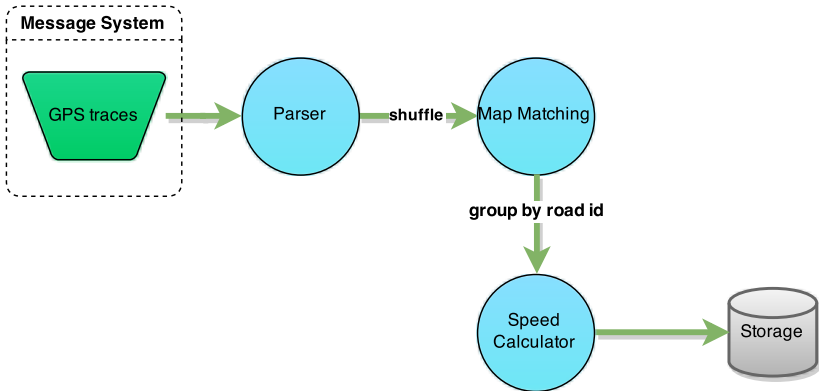 Message System
GPS traces
Parser
shuffle
Map Matching
group by road id
Speed
Calculator
Storage